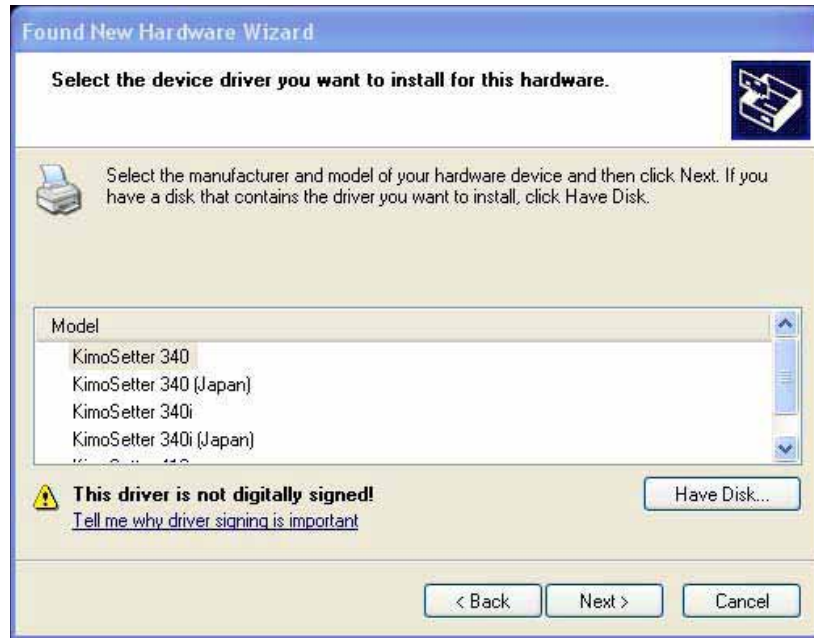 Found New Hardware Wizard
Select the device driver you want to install for this hardware.
Select the manufacturer and model of your hardware device and then click Next. If you
have a disk that contains the driver you want to install, click Have Disk.
Model
KimoSetter 340
KimoSetter 340 (Japan)
KimoSetter 340i
KimoSetter 340i (Japan)
This driver is not digitally signed!
Have Disk...
Tell me why driver signing is important
< Back
Next >
Cancel